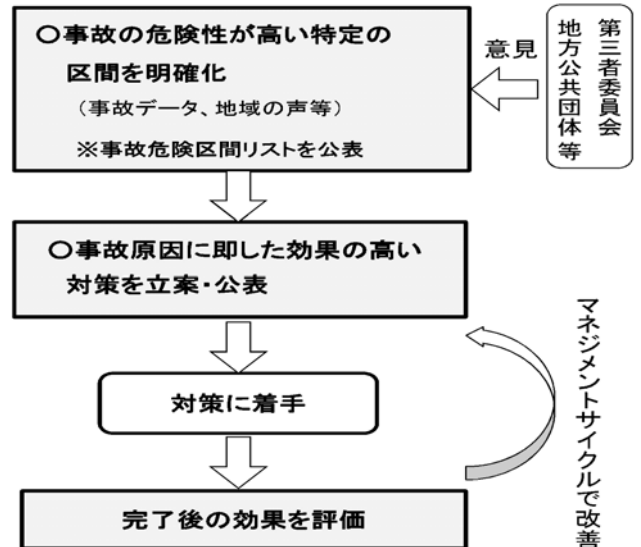 〇事故の危険性が高い特定の
区間を明確化
（事故データ、地域の声等）
※事故危険区間リストを公表
意見
第三者委員会
地方公共団体等
〇事故原因に即した効果の高い
対策を立案・公表
対策に着手
完了後の効果を評価
マネジメントサイクルで改善